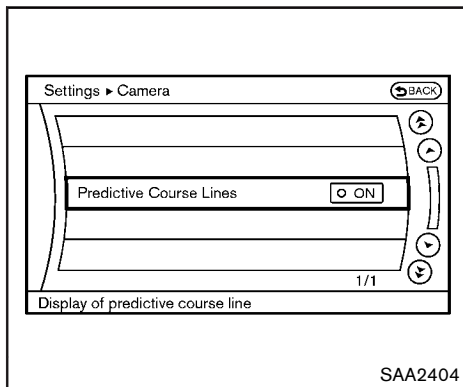 Settings ▸ Camera
BACK
Predictive Course Lines
ON
1/1
Display of predictive course line
SAA2404